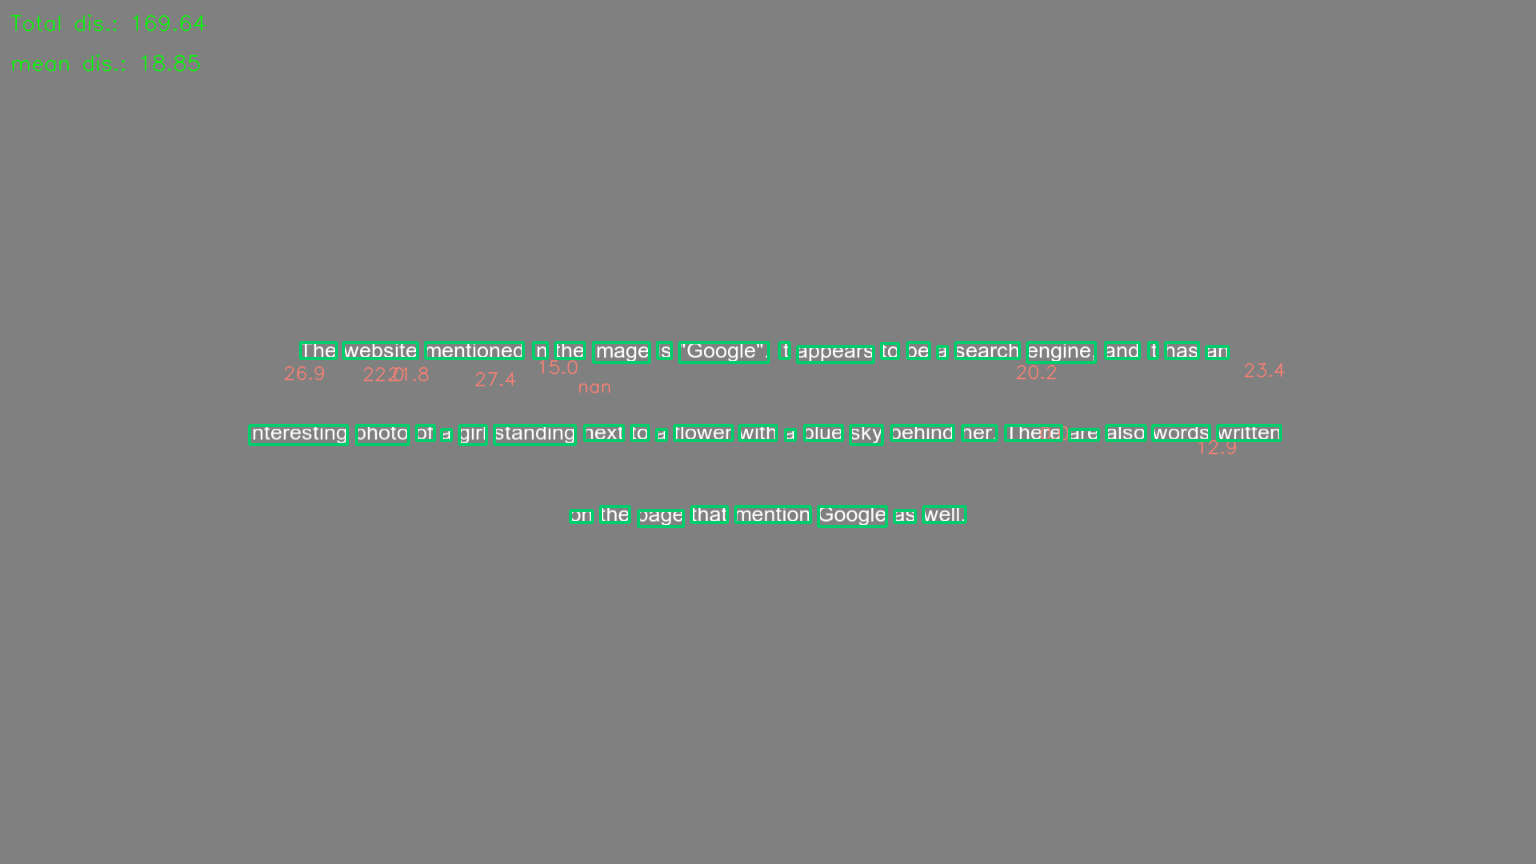 Total dis.: 169.64
mean dis.: 18.85
The website mentioned in the image is "Google". It appears to be a search engine, and it has an
26.9 22.0 21.8 27.4 15.0 nan 20.2 23.4
interesting photo of a girl standing next to a flower with a blue sky behind her. There are also words written
12.9
on the page that mention Google as well.